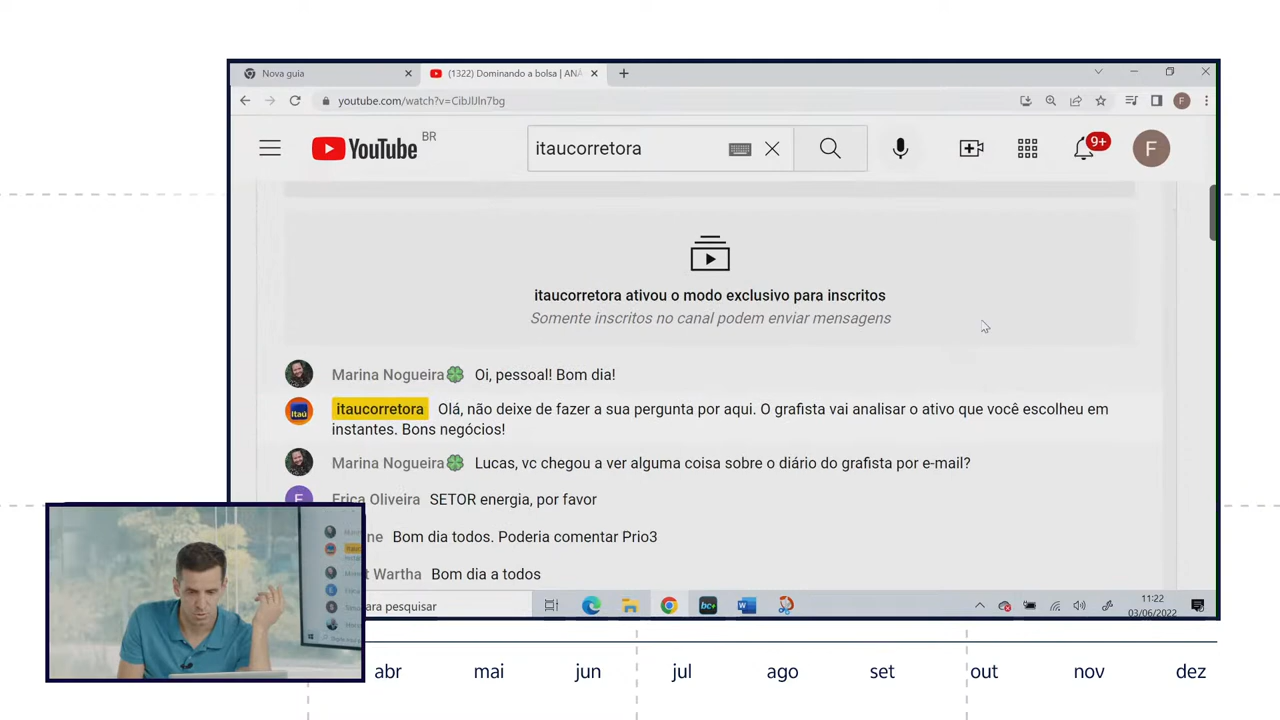 Nova guia
(1322) Dominando a bolsa | ANÁ
youtube.com/watch?v=CibJlJln7bg
YouTube BR
itaucorretora
9+
F
itaucorretora ativou o modo exclusivo para inscritos
Somente inscritos no canal podem enviar mensagens
Marina Nogueira🍀 Oi, pessoal! Bom dia!
itaucorretora Olá, não deixe de fazer a sua pergunta por aqui. O grafista vai analisar o ativo que você escolheu em
instantes. Bons negócios!
Marina Nogueira🍀 Lucas, vc chegou a ver alguma coisa sobre o diário do grafista por e-mail?
Erica Oliveira SETOR energia, por favor
ne Bom dia todos. Poderia comentar Prio3
t Wartha Bom dia a todos
para pesquisar
11:22
03/06/2022
abr mai jun jul ago set out nov dez